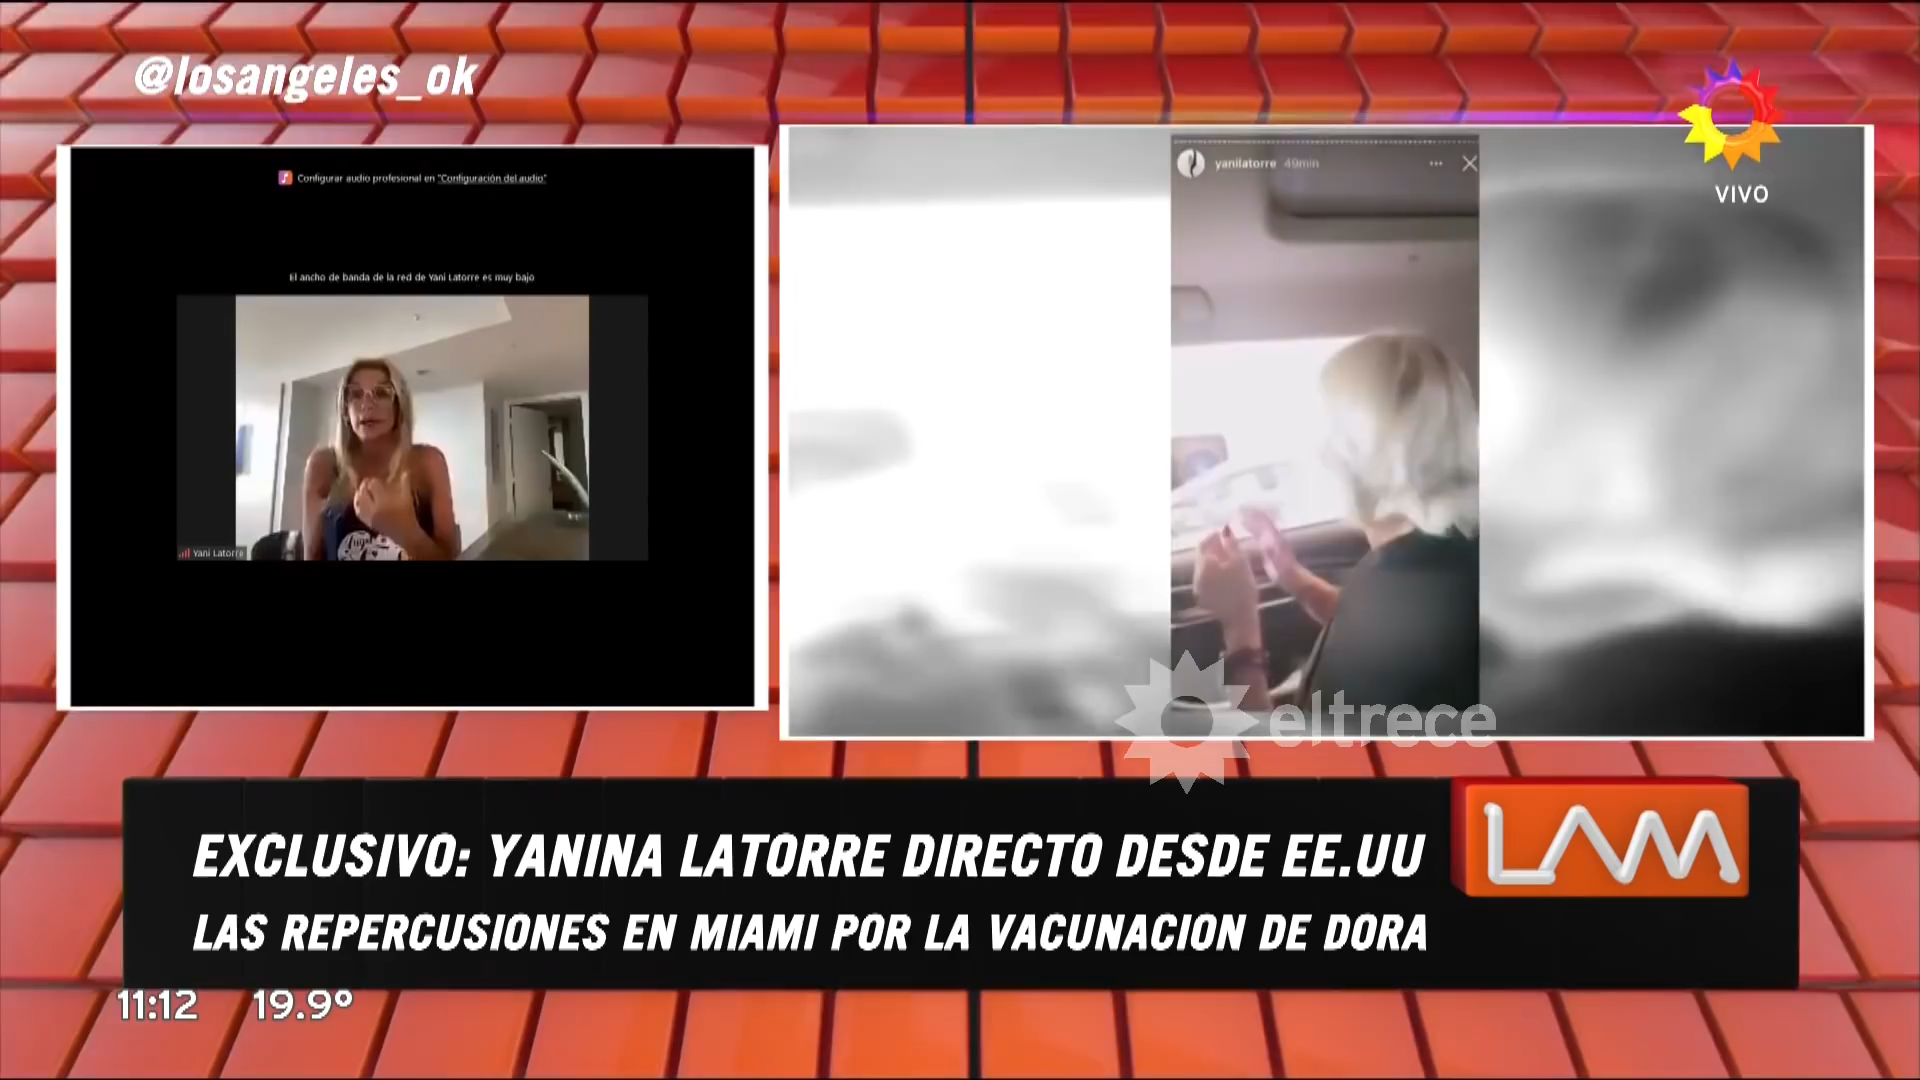 @losangeles_ok
VIVO
Configurar audio profesional en "Configuración del audio"
El ancho de banda de la red de Yani Latorre es muy bajo
Yani Latorre
yanilatorre 49min
eltrece
EXCLUSIVO: YANINA LATORRE DIRECTO DESDE EE.UU
LAM
LAS REPERCUSIONES EN MIAMI POR LA VACUNACION DE DORA
11:12 19.9°